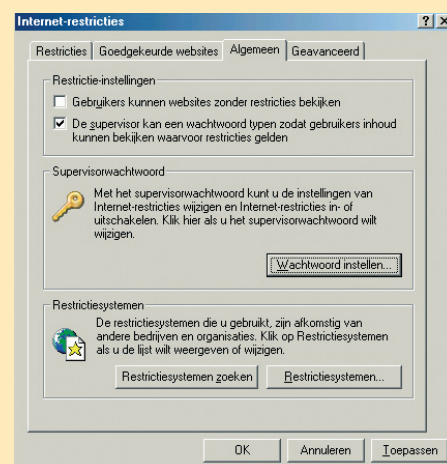 Internet-restricties
Restricties Goedgekeurde websites Algemeen Geavanceerd
Restrictie-instellingen
Gebruikers kunnen websites zonder restricties bekijken
De supervisor kan een wachtwoord typen zodat gebruikers inhoud
kunnen bekijken waarvoor restricties gelden
Supervisorwachtwoord
Met het supervisorwachtwoord kunt u de instellingen van
Internet-restricties wijzigen en Internet-restricties in- of
uitschakelen. Klik hier als u het supervisorwachtwoord wilt
wijzigen.
Wachtwoord instellen...
Restrictiesystemen
De restrictiesystemen die u gebruikt, zijn afkomstig van
andere bedrijven en organisaties. Klik op Restrictiesystemen
als u de lijst wilt weergeven of wijzigen.
Restrictiesystemen zoeken Restrictiesystemen...
OK Annuleren Toepassen